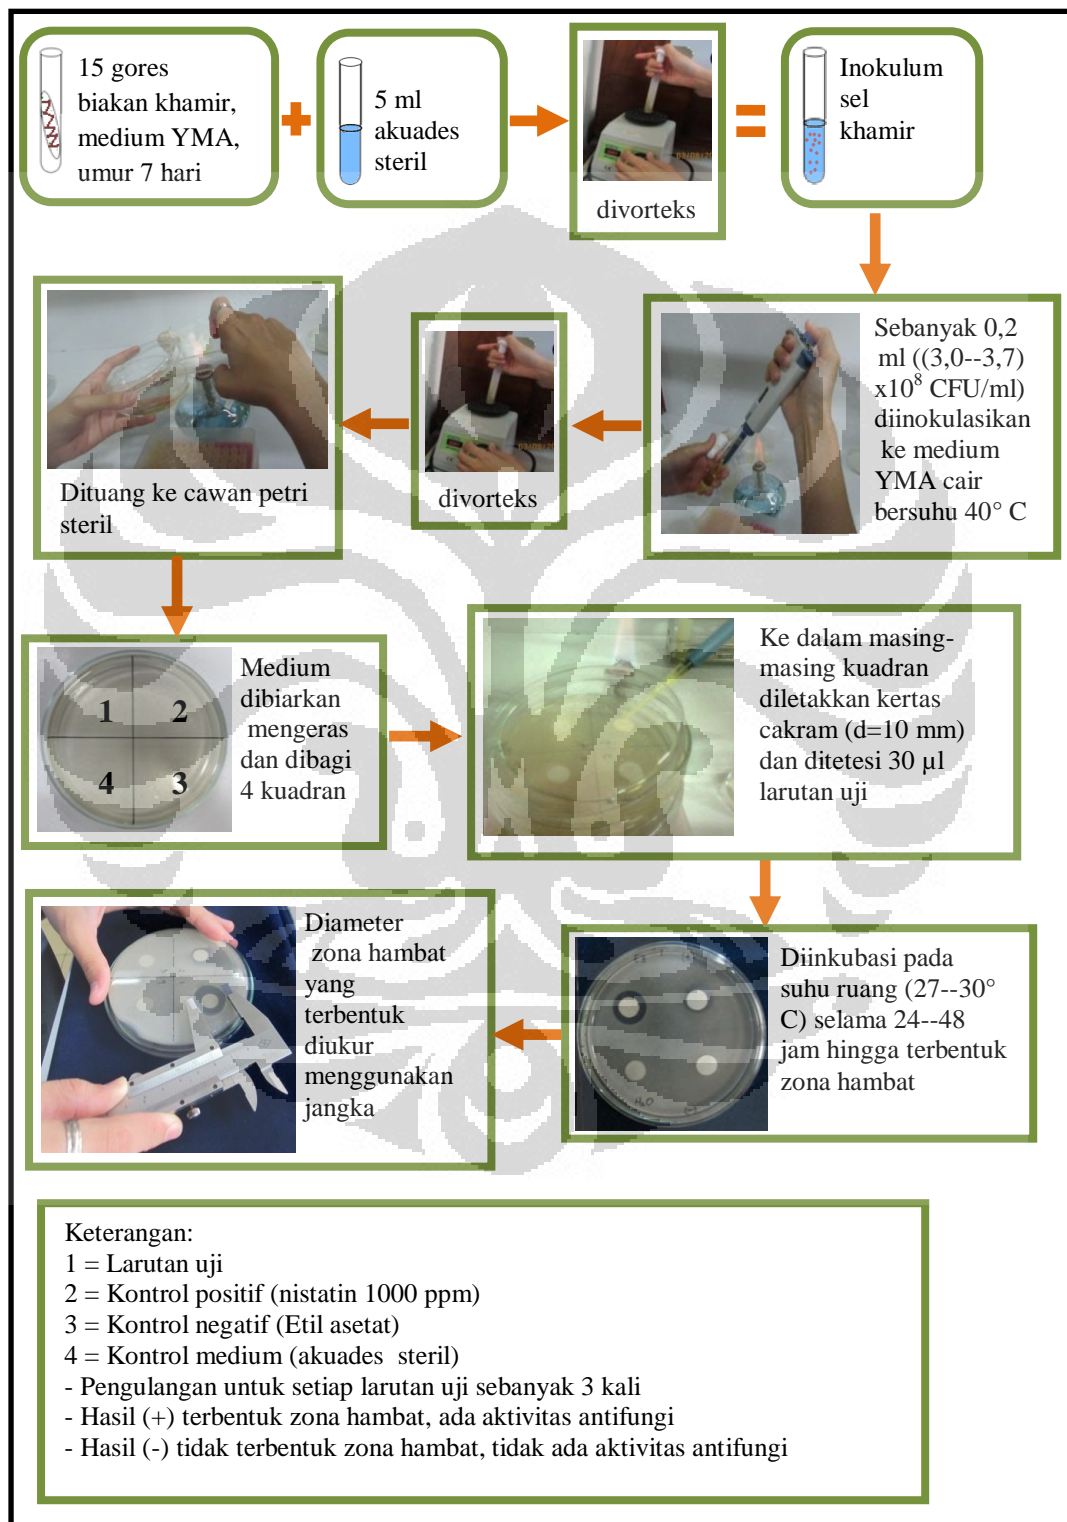 15 gores
biakan khamir,
medium YMA,
umur 7 hari
5 ml
akuades
steril
divorteks
Inokulum
sel
khamir
Sebanyak 0,2
ml ((3,0--3,7)
x10⁸ CFU/ml)
diinokulasikan
ke medium
YMA cair
bersuhu 40° C
divorteks
Dituang ke cawan petri
steril
1 2
4 3
Medium
dibiarkan
mengeras
dan dibagi
4 kuadran
Ke dalam masing-
masing kuadran
diletakkan kertas
cakram (d=10 mm)
dan ditetesi 30 µl
larutan uji
Diinkubasi pada
suhu ruang (27--30°
C) selama 24--48
jam hingga terbentuk
zona hambat
H₂O
(-)
Diameter
zona hambat
yang
terbentuk
diukur
menggunakan
jangka
Keterangan:
1 = Larutan uji
2 = Kontrol positif (nistatin 1000 ppm)
3 = Kontrol negatif (Etil asetat)
4 = Kontrol medium (akuades steril)
- Pengulangan untuk setiap larutan uji sebanyak 3 kali
- Hasil (+) terbentuk zona hambat, ada aktivitas antifungi
- Hasil (-) tidak terbentuk zona hambat, tidak ada aktivitas antifungi